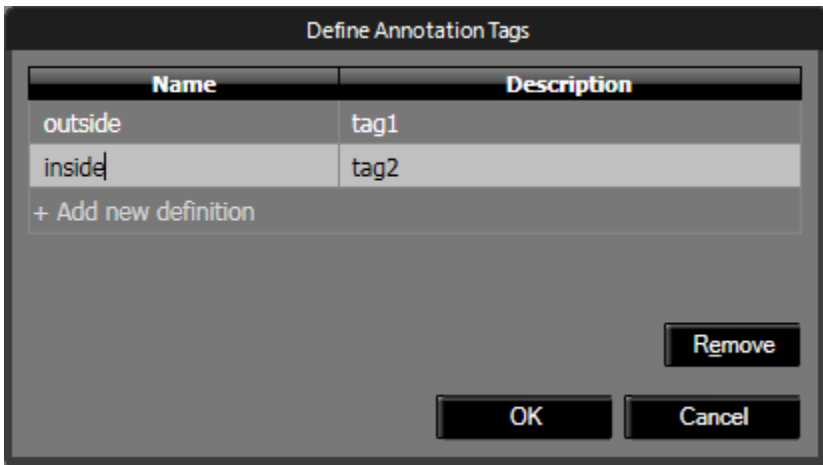 Define Annotation Tags
Name Description
outside tag1
inside tag2
+ Add new definition
Remove
OK Cancel